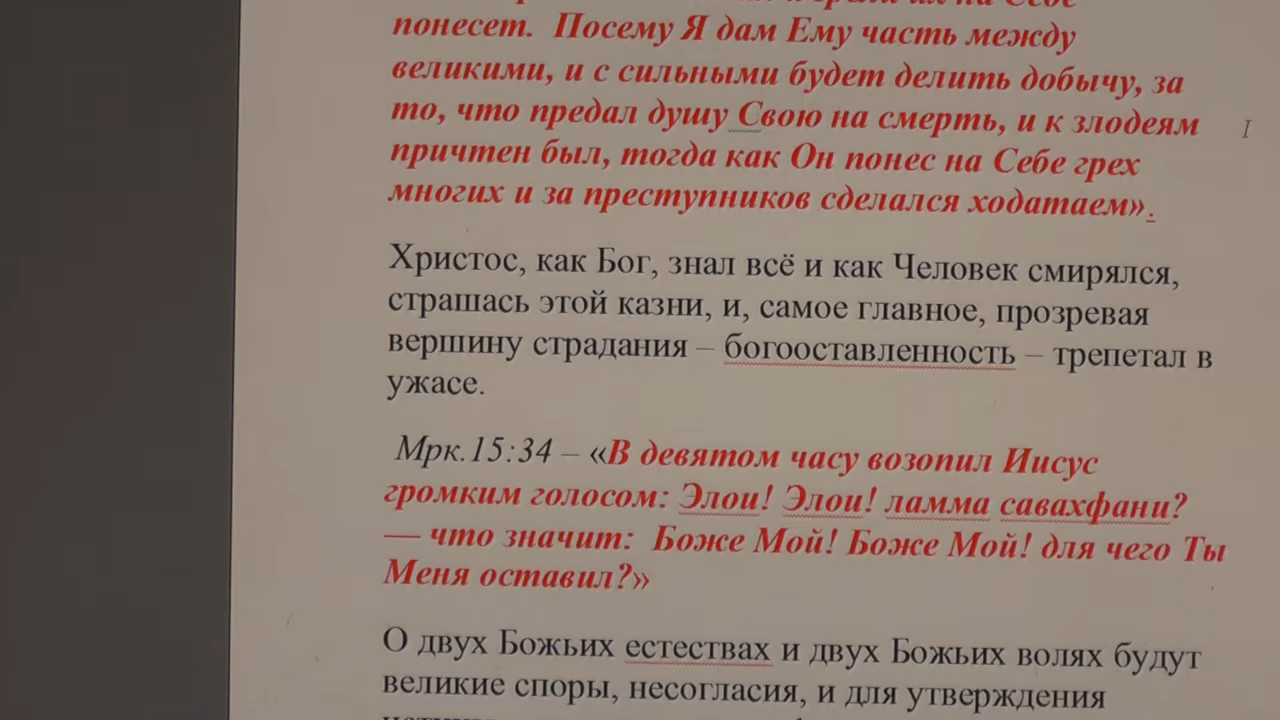 на Себе
понесет. Посему Я дам Ему часть между
великими, и с сильными будет делить добычу, за
то, что предал душу Свою на смерть, и к злодеям
причтен был, тогда как Он понес на Себе грех
многих и за преступников сделался ходатаем».
Христос, как Бог, знал всё и как Человек смирялся,
страшась этой казни, и, самое главное, прозревая
вершину страдания – богооставленность – трепетал в
ужасе.
Мрк.15:34 – «В девятом часу возопил Иисус
громким голосом: Элои! Элои! ламма савахфани?
— что значит: Боже Мой! Боже Мой! для чего Ты
Меня оставил?»
О двух Божьих естествах и двух Божьих волях будут
великие споры, несогласия, и для утверждения